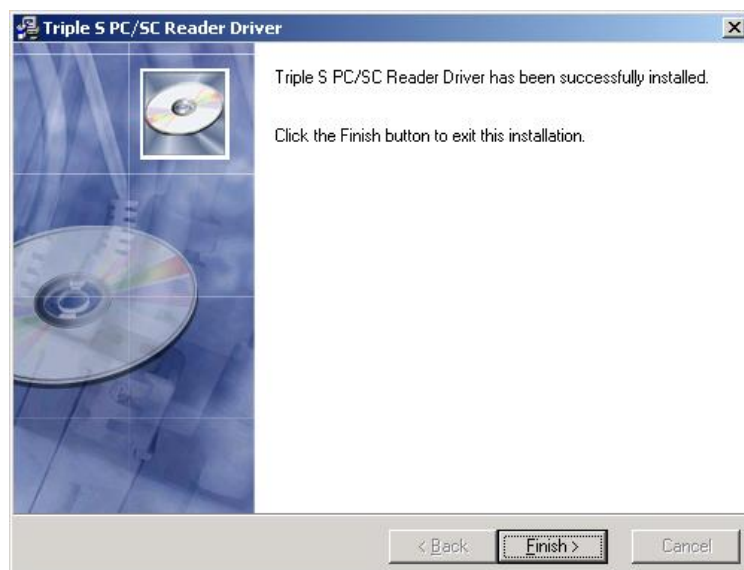 Triple S PC/SC Reader Driver
Triple S PC/SC Reader Driver has been successfully installed.
Click the Finish button to exit this installation.
< Back
Finish >
Cancel